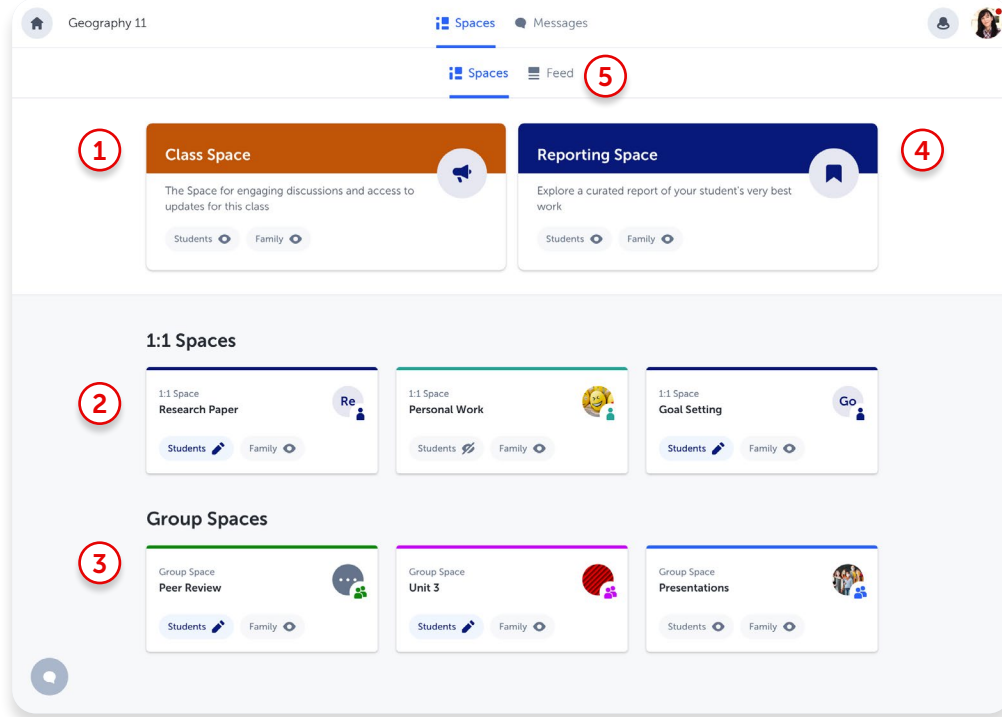 Geography 11
Spaces
Messages
Spaces
Feed
5
1
Class Space
The Space for engaging discussions and access to
updates for this class
Students
Family
Reporting Space
Explore a curated report of your student's very best
work
Students
Family
4
1:1 Spaces
2
1:1 Space
Research Paper
Re
Students
Family
1:1 Space
Personal Work
Students
Family
1:1 Space
Goal Setting
Go
Students
Family
Group Spaces
3
Group Space
Peer Review
Students
Family
Group Space
Unit 3
Students
Family
Group Space
Presentations
Students
Family